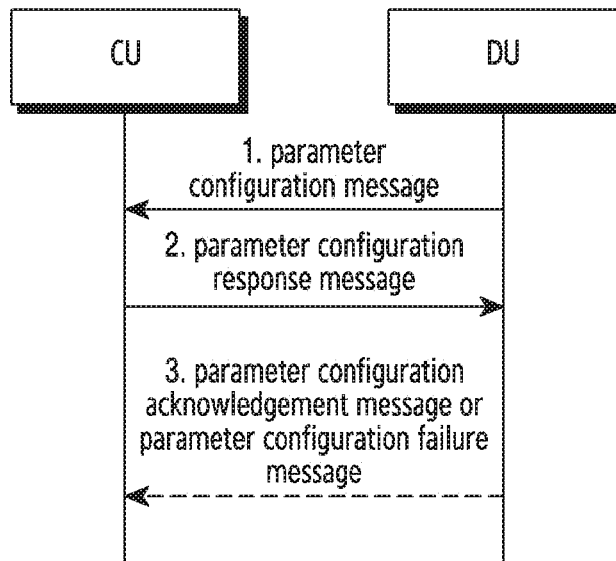 CU
DU
1. parameter
configuration message
2. parameter configuration
response message
3. parameter configuration
acknowledgement message or
parameter configuration failure
message